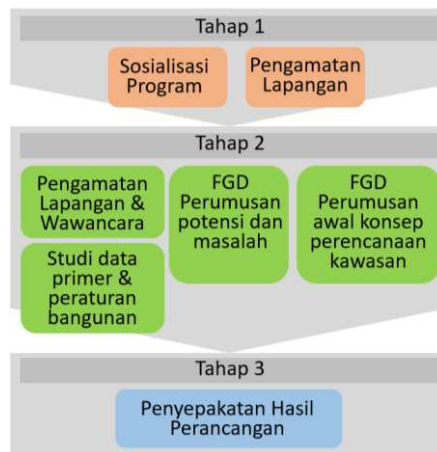 Tahap 1
Sosialisasi
Program
Pengamatan
Lapangan
Tahap 2
Pengamatan
Lapangan &
Wawancara
Studi data
primer &
peraturan
bangunan
FGD
Perumusan
potensi dan
masalah
FGD
Perumusan
awal konsep
perencanaan
kawasan
Tahap 3
Penyepakatan Hasil
Perancangan